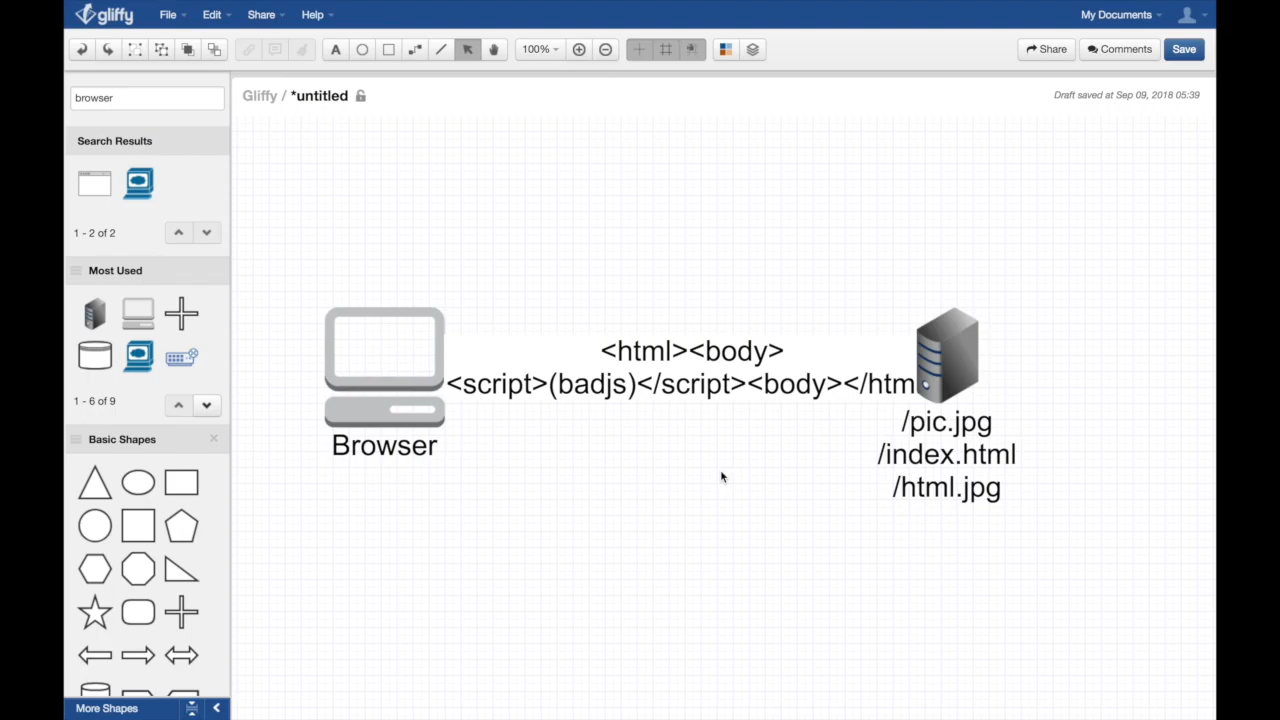 gliffy
File
Edit
Share
Help
My Documents
A
100%
Share
Comments
Save
browser
Gliffy / *untitled
Draft saved at Sep 09, 2018 05:39
Search Results
1 - 2 of 2
Most Used
1 - 6 of 9
Basic Shapes
<html><body>
<script>(badjs)</script><body></htm
Browser
/pic.jpg
/index.html
/html.jpg
More Shapes